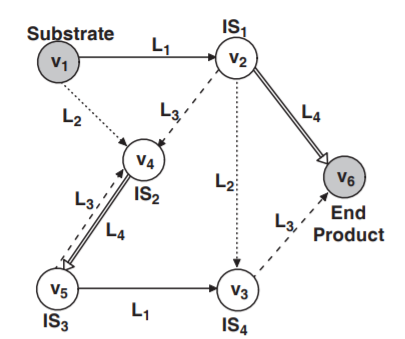 Substrate
v1
L1
IS1
v2
L2
L3
L4
v4
IS2
L3
L4
L2
v6
End
Product
L3
v5
IS3
L1
v3
IS4